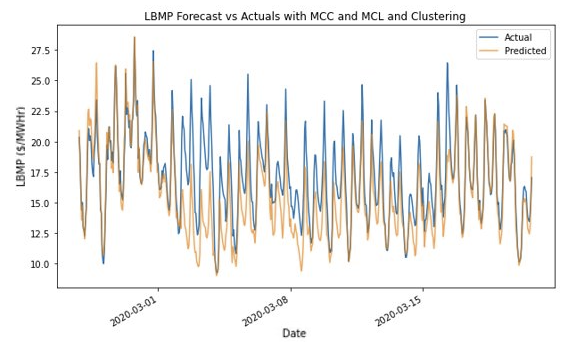 LBMP Forecast vs Actuals with MCC and MCL and Clustering
Actual
Predicted
LBMP ($/MWHr)
27.5
25.0
22.5
20.0
17.5
15.0
12.5
10.0
2020-03-01
2020-03-08
2020-03-15
Date